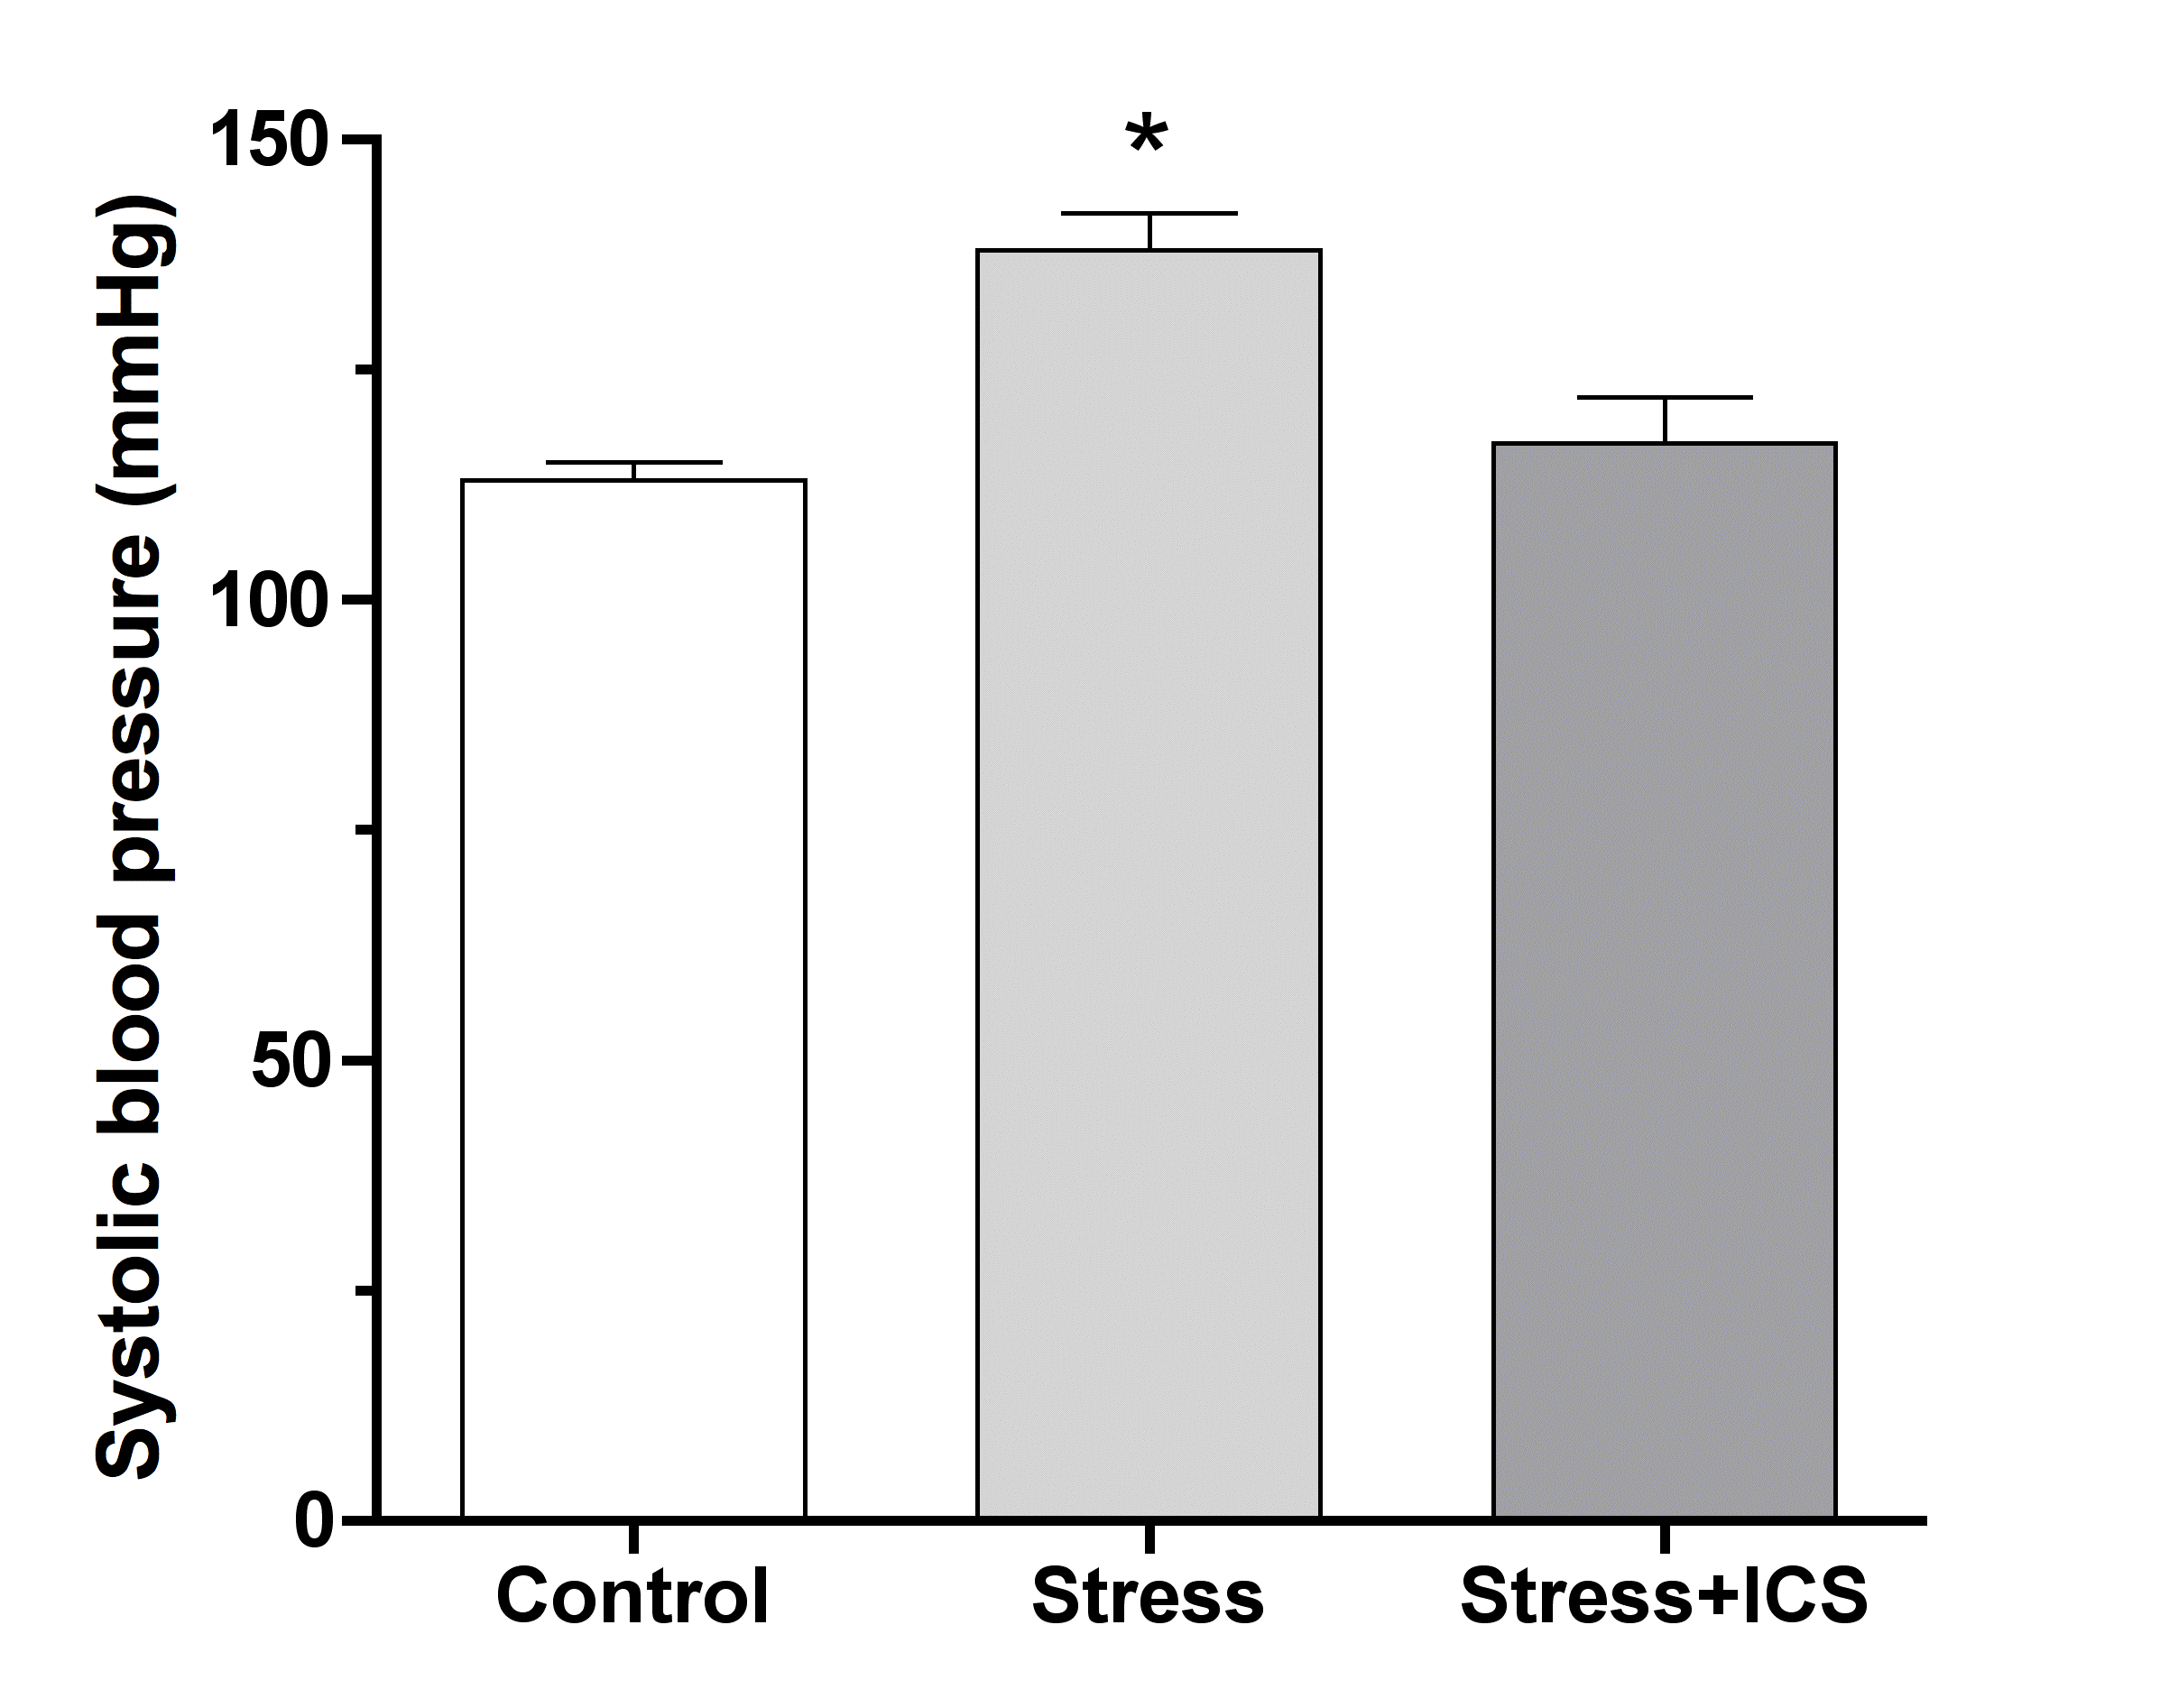 Systolic blood pressure (mmHg)
150
100
50
0
*
Control
Stress
Stress+ICS